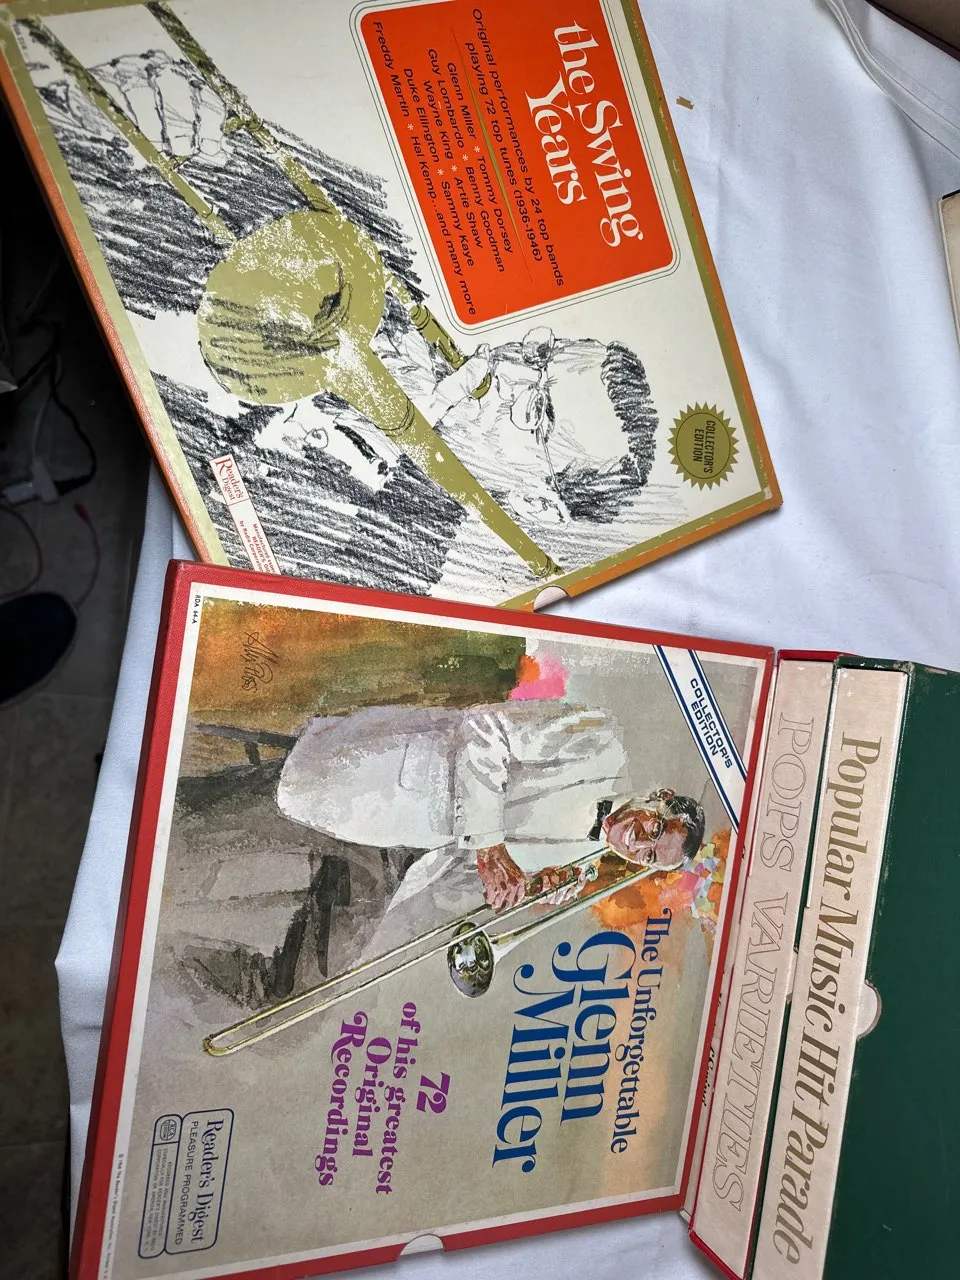 the Swing
Years
Original performances by 24 top bands
playing 72 top tunes (1936-1946)
Glenn Miller * Tommy Dorsey
Guy Lombardo * Benny Goodman
Wayne King * Artie Shaw
Duke Ellington * Sammy Kaye
Freddy Martin * Hal Kemp...and many more
COLLECTOR'S
EDITION
Reader's
Digest
RDA 64-A
COLLECTOR'S
EDITION
The Unforgettable
Glenn
Miller
72
of his greatest
Original
Recordings
Reader's Digest
PLEASURE PROGRAMMED
RCA
POPS VARIETIES
Popular Music Hit Parade